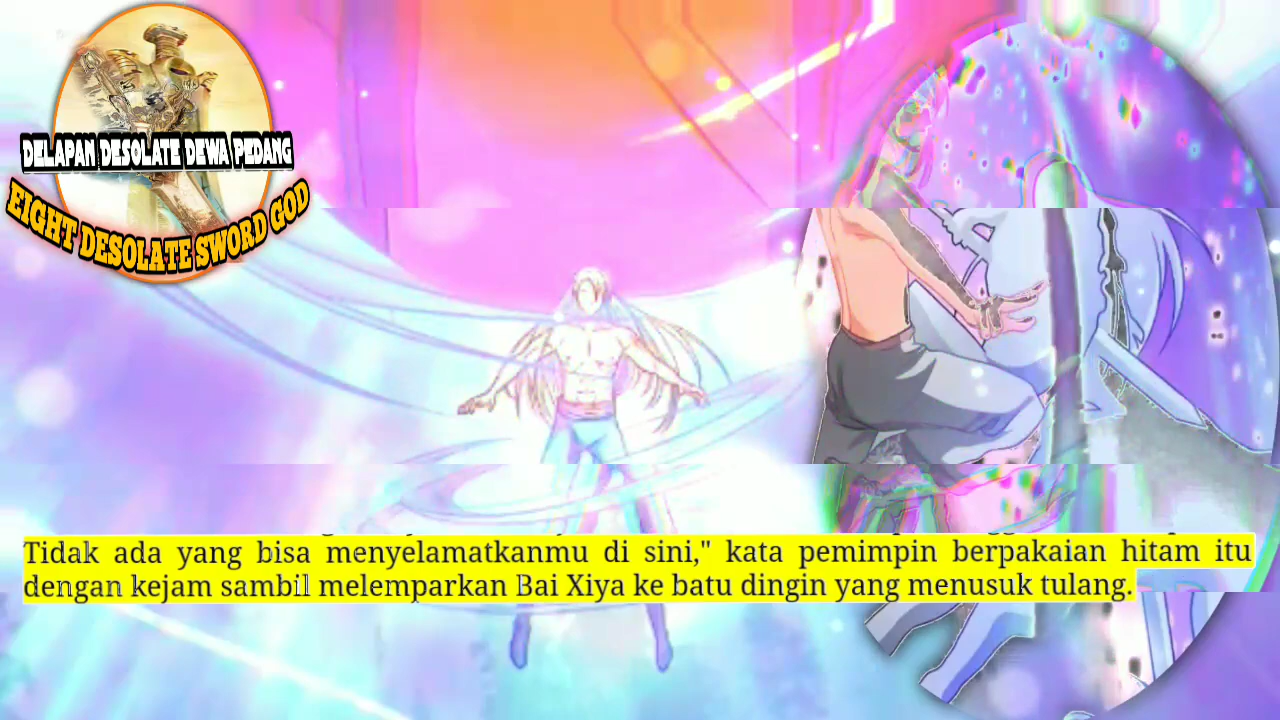 DELAPAN DESOLATE DEWA PEDANG
EIGHT DESOLATE SWORD GOD
Tidak ada yang bisa menyelamatkanmu di sini," kata pemimpin berpakaian hitam itu
dengan kejam sambil melemparkan Bai Xiya ke batu dingin yang menusuk tulang.